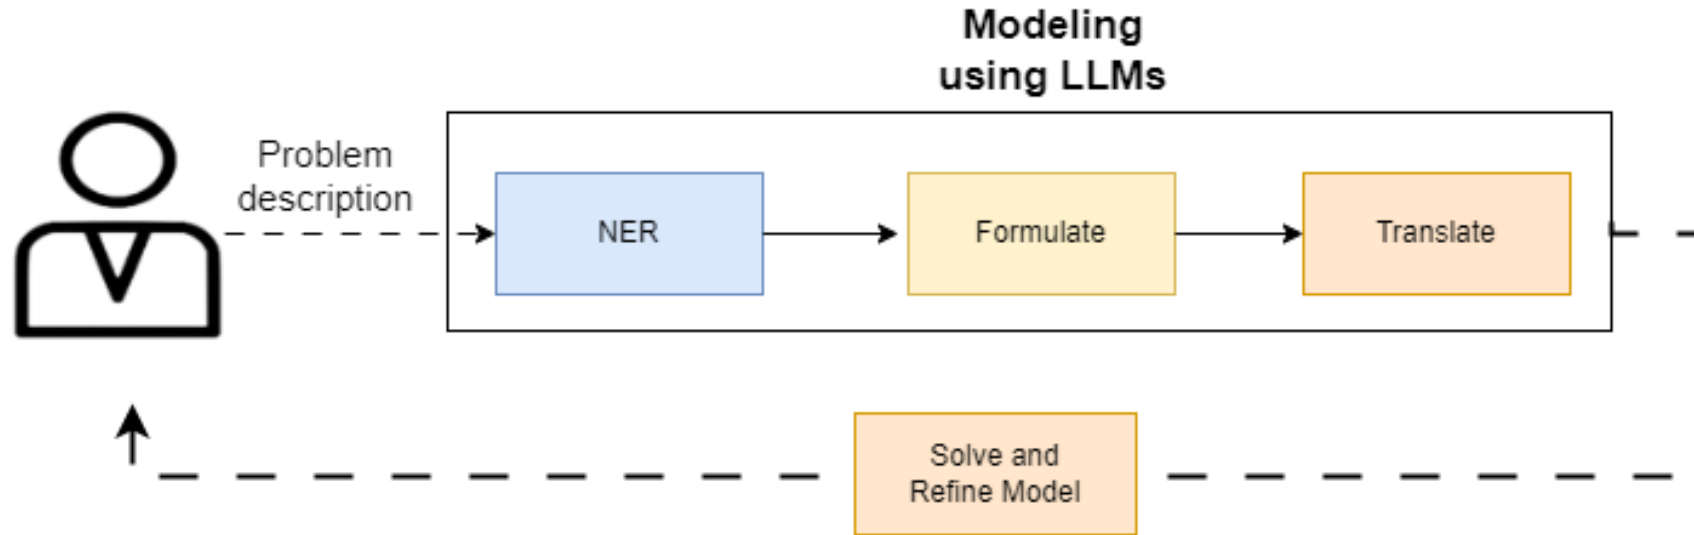 Modeling
using LLMs
Problem
description
NER
Formulate
Translate
Solve and
Refine Model